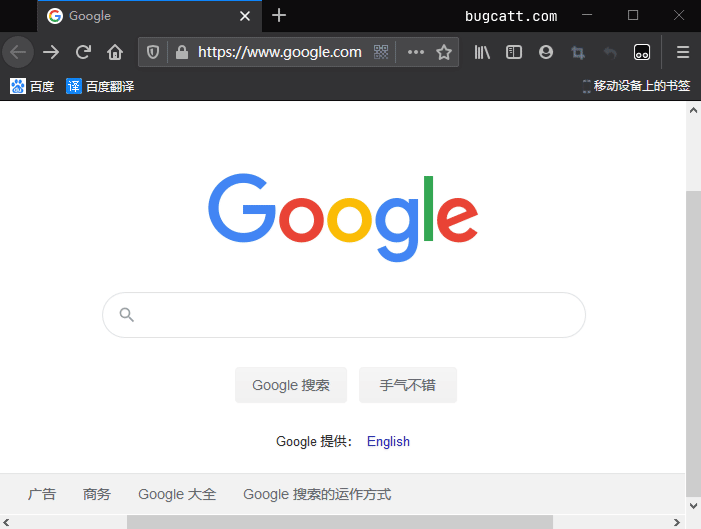 Google
bugcatt.com
https://www.google.com
百度
译 百度翻译
移动设备上的书签
Google
Google 搜索
手气不错
Google 提供： English
广告 商务 Google 大全 Google 搜索的运作方式